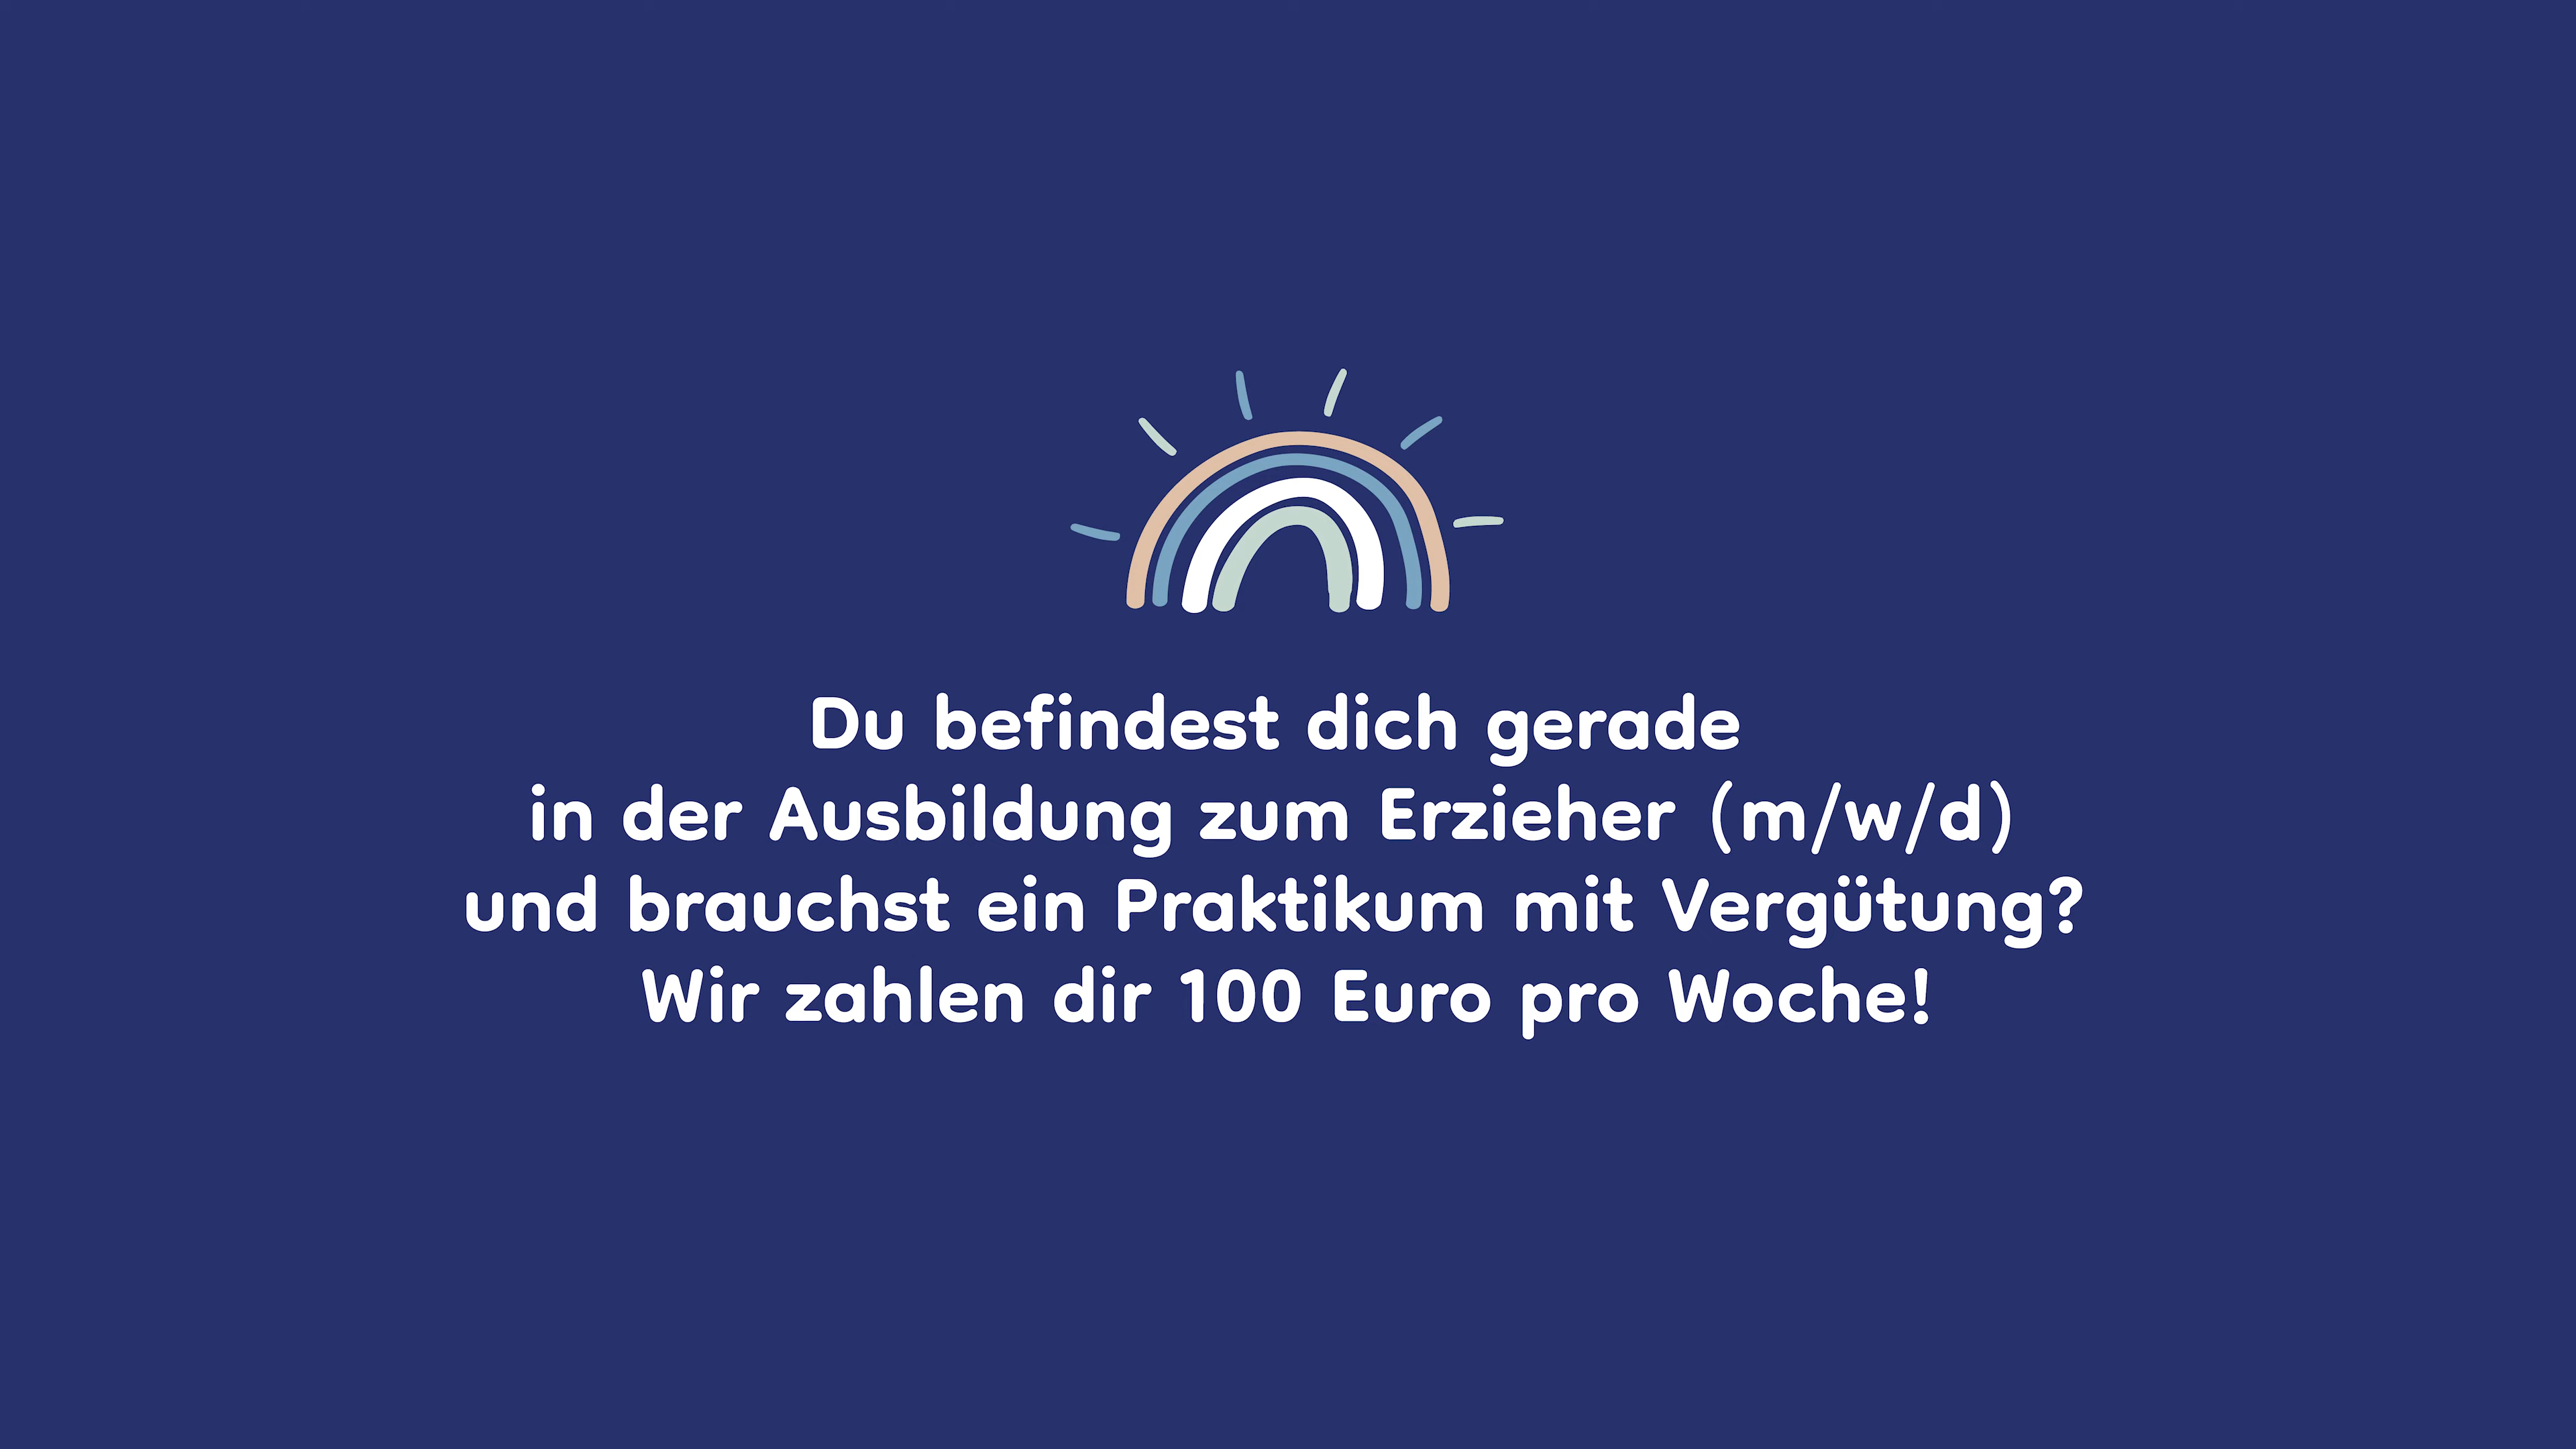 Du befindest dich gerade
in der Ausbildung zum Erzieher (m/w/d)
und brauchst ein Praktikum mit Vergütung?
Wir zahlen dir 100 Euro pro Woche!